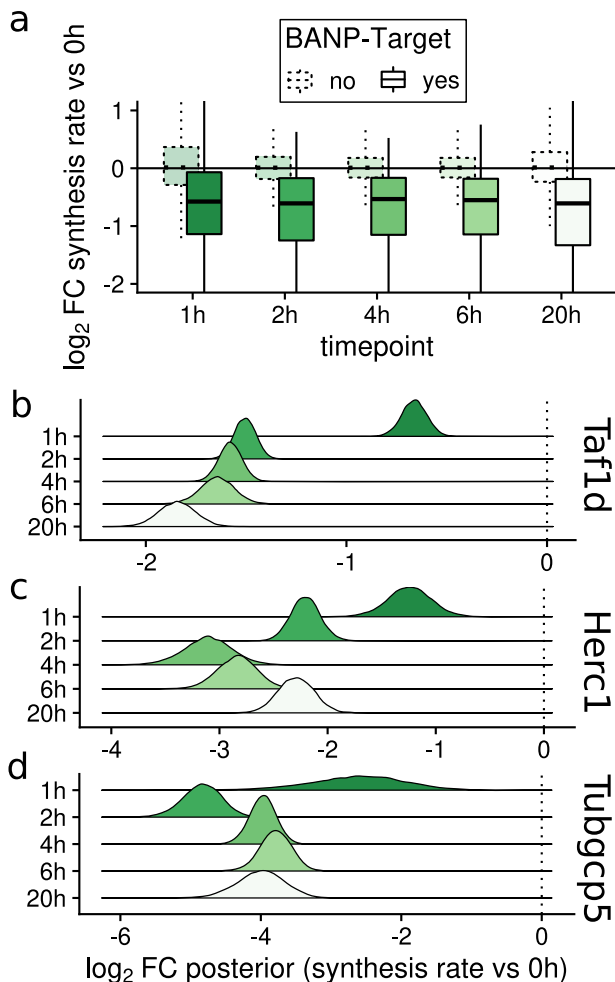 a
BANP-Target
no yes
log₂ FC synthesis rate vs 0h
1
0
-1
-2
1h 2h 4h 6h 20h
timepoint
b
1h
2h
4h
6h
20h
-2 -1 0
Taf1d
c
1h
2h
4h
6h
20h
-4 -3 -2 -1 0
Herc1
d
1h
2h
4h
6h
20h
-6 -4 -2 0
Tubgcp5
log₂ FC posterior (synthesis rate vs 0h)